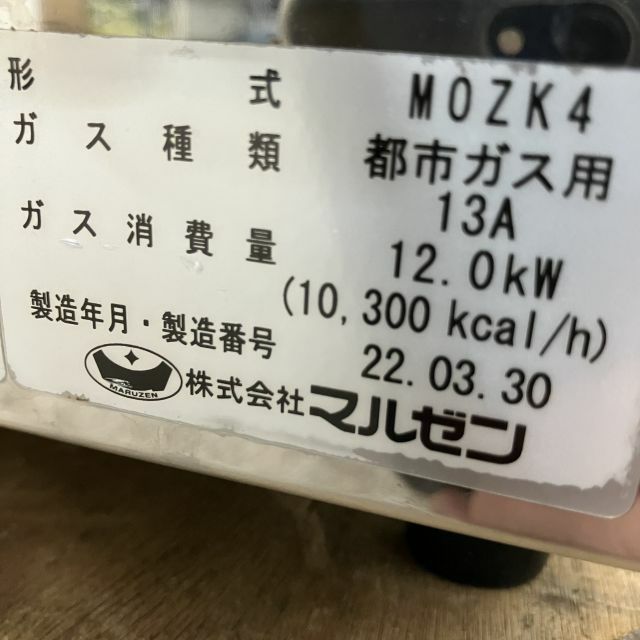 形式 MOZK4
ガス種類 都市ガス用
13A
ガス消費量 12.0kW
(10,300 kcal/h)
製造年月・製造番号 22.03.30
MARUZEN 株式会社マルゼン